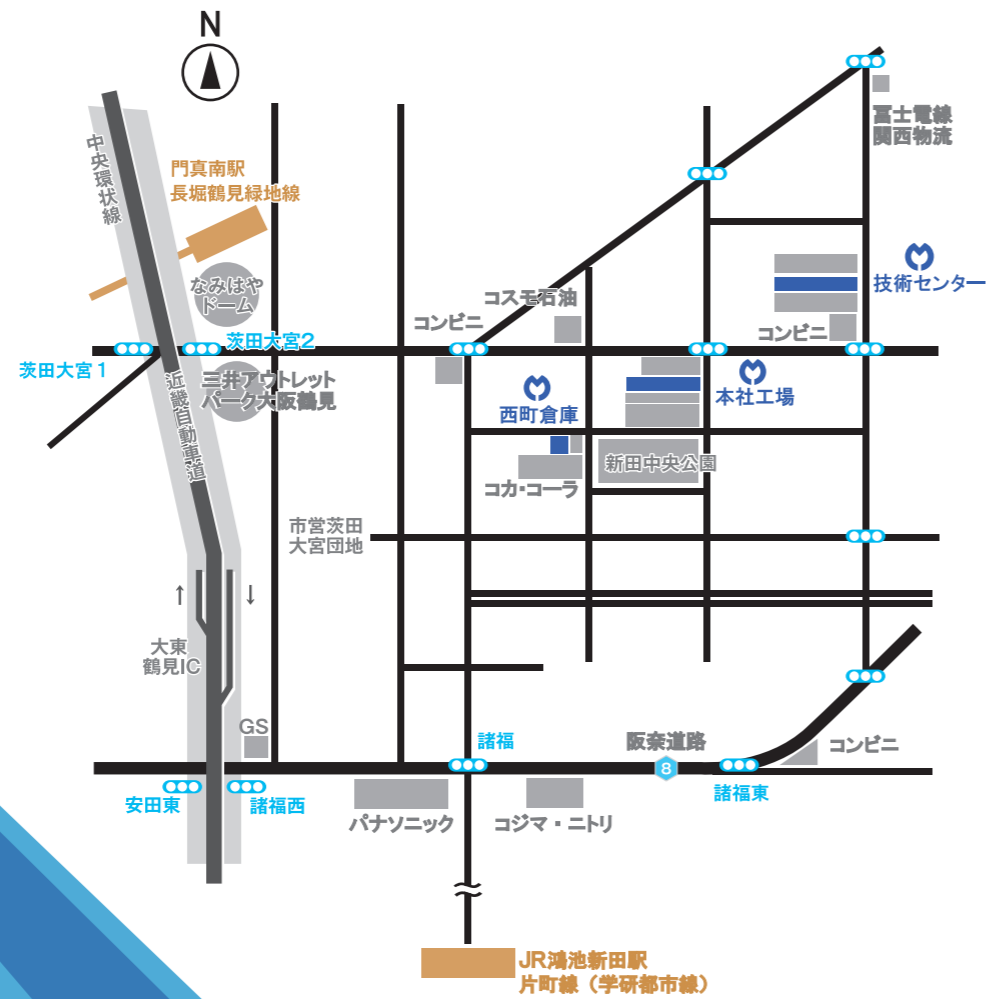 N
中央環状線
門真南駅
長堀鶴見緑地線
冨士電線
関西物流
なみはや
ドーム
技術センター
コスモ石油
コンビニ
コンビニ
茨田大宮2
茨田大宮1
三井アウトレット
パーク大阪鶴見
近畿自動車道
西町倉庫
本社工場
新田中央公園
コカ・コーラ
市営茨田
大宮団地
↑
↓
大東
鶴見IC
GS
諸福
阪奈道路
8
コンビニ
安田東
諸福西
諸福東
パナソニック
コジマ・ニトリ
JR鴻池新田駅
片町線（学研都市線）